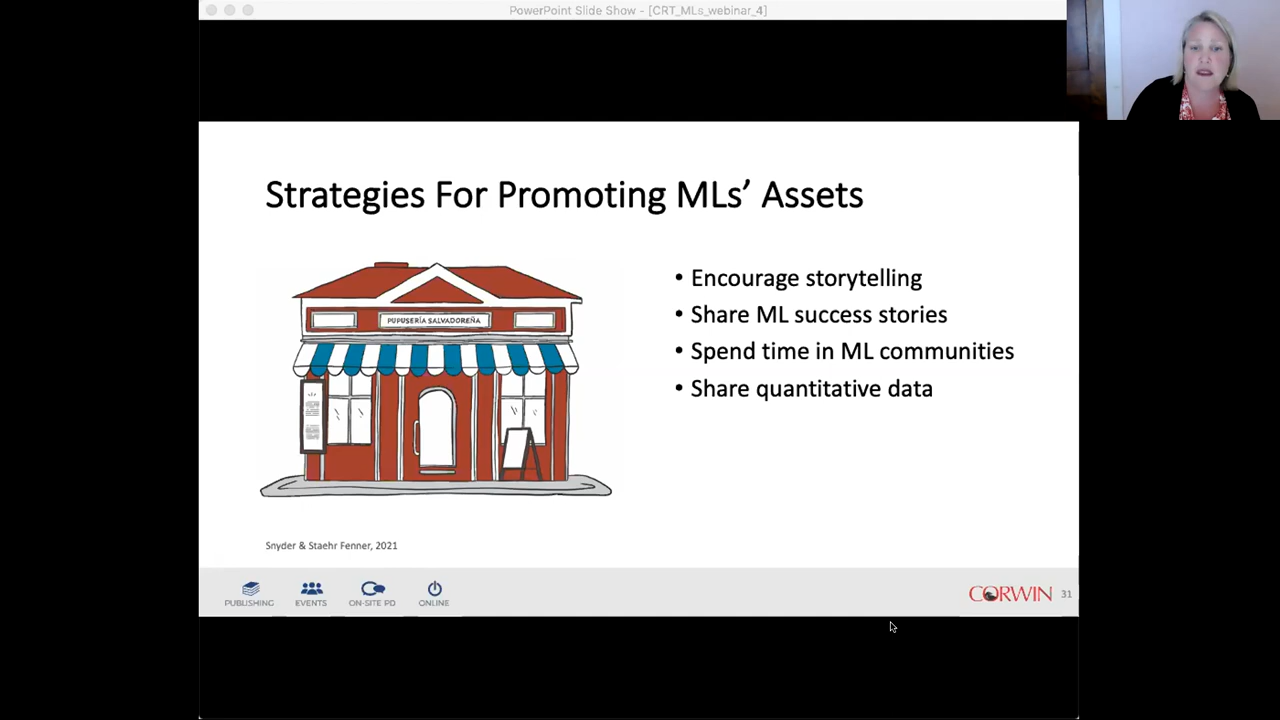 PowerPoint Slide Show - [CRT_MLs_webinar_4]
Strategies For Promoting MLs’ Assets
PUPUSERÍA SALVADOREÑA
• Encourage storytelling
• Share ML success stories
• Spend time in ML communities
• Share quantitative data
Snyder & Staehr Fenner, 2021
PUBLISHING
EVENTS
ON-SITE PD
ONLINE
CORWIN
31